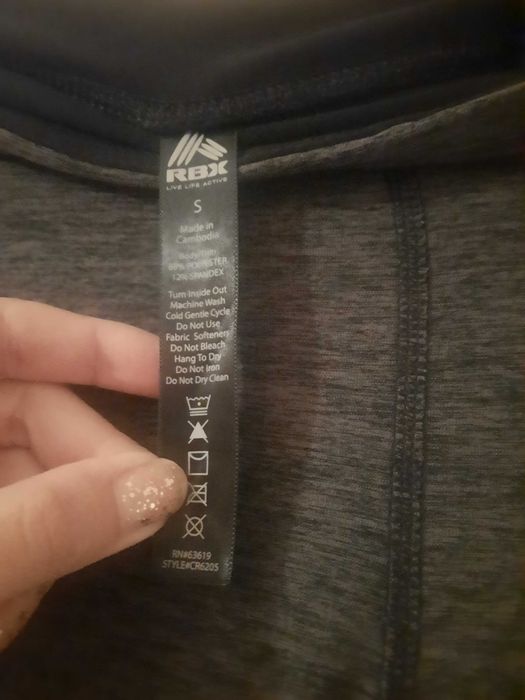 RBX
LIVE LIFE ACTIVE
S
Made in
Cambodia
Body/Tier:
88% POLYESTER
12% SPANDEX
Turn Inside Out
Machine Wash
Cold Gentle Cycle
Do Not Use
Fabric Softeners
Do Not Bleach
Hang To Dry
Do Not Iron
Do Not Dry Clean
RN#63619
STYLE#CR6205